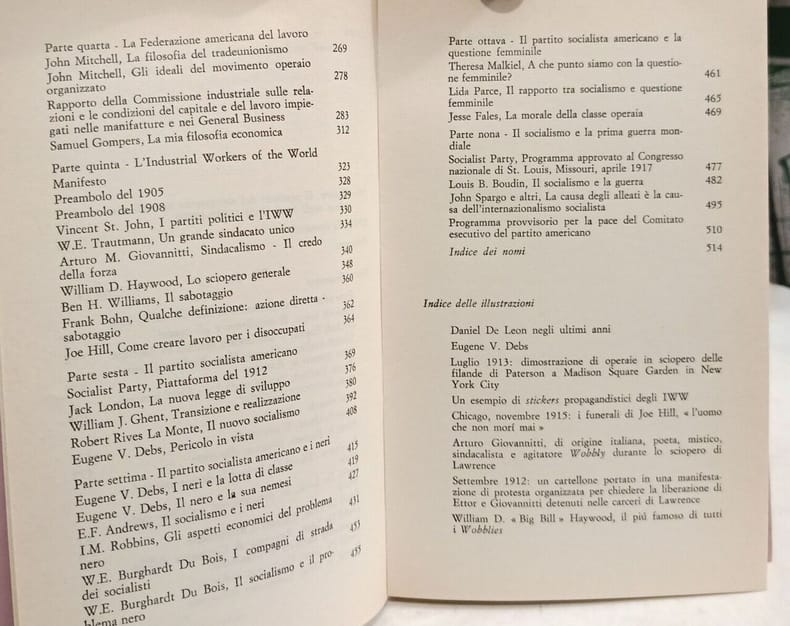 Parte quarta - La Federazione americana del lavoro
John Mitchell, La filosofia del tradeunionismo 269
John Mitchell, Gli ideali del movimento operaio
organizzato 278
Rapporto della Commissione industriale sulle rela-
zioni e le condizioni del capitale e del lavoro impie-
gati nelle manifatture e nei General Business 283
Samuel Gompers, La mia filosofia economica 312
Parte quinta - L'Industrial Workers of the World
Manifesto 323
Preambolo del 1905 328
Preambolo del 1908 329
Vincent St. John, I partiti politici e l'IWW 330
W.E. Trautmann, Un grande sindacato unico 334
Arturo M. Giovannitti, Sindacalismo - Il credo
della forza 340
William D. Haywood, Lo sciopero generale 348
Ben H. Williams, Il sabotaggio 360
Frank Bohn, Qualche definizione: azione diretta -
sabotaggio 362
Joe Hill, Come creare lavoro per i disoccupati 364
Parte sesta - Il partito socialista americano
Socialist Party, Piattaforma del 1912 369
Jack London, La nuova legge di sviluppo 376
William J. Ghent, Transizione e realizzazione 380
Robert Rives La Monte, Il nuovo socialismo 392
Eugene V. Debs, Pericolo in vista 408
Parte settima - Il partito socialista americano e i neri
Eugene V. Debs, I neri e la lotta di classe 415
Eugene V. Debs, Il nero e la sua nemesi 419
E.F. Andrews, Il socialismo e i neri 427
I.M. Robbins, Gli aspetti economici del problema
nero 431
W.E. Burghardt Du Bois, I compagni di strada
dei socialisti 453
W.E. Burghardt Du Bois, Il socialismo e il pro-
blema nero 455
Parte ottava - Il partito socialista americano e la
questione femminile
Theresa Malkiel, A che punto siamo con la questio-
ne femminile? 461
Lida Parce, Il rapporto tra socialismo e questione
femminile 465
Jesse Fales, La morale della classe operaia 469
Parte nona - Il socialismo e la prima guerra mon-
diale
Socialist Party, Programma approvato al Congresso
nazionale di St. Louis, Missouri, aprile 1917 477
Louis B. Boudin, Il socialismo e la guerra 482
John Spargo e altri, La causa degli alleati è la cau-
sa dell'internazionalismo socialista 495
Programma provvisorio per la pace del Comitato
esecutivo del partito americano 510
Indice dei nomi 514
Indice delle illustrazioni
Daniel De Leon negli ultimi anni
Eugene V. Debs
Luglio 1913: dimostrazione di operaie in sciopero delle
filande di Paterson a Madison Square Garden in New
York City
Un esempio di stickers propagandistici degli IWW
Chicago, novembre 1915: i funerali di Joe Hill, « l'uomo
che non morí mai »
Arturo Giovannitti, di origine italiana, poeta, mistico,
sindacalista e agitatore Wobbly durante lo sciopero di
Lawrence
Settembre 1912: un cartellone portato in una manifesta-
zione di protesta organizzata per chiedere la liberazione di
Ettor e Giovannitti detenuti nelle carceri di Lawrence
William D. « Big Bill » Haywood, il piú famoso di tutti
i Wobblies